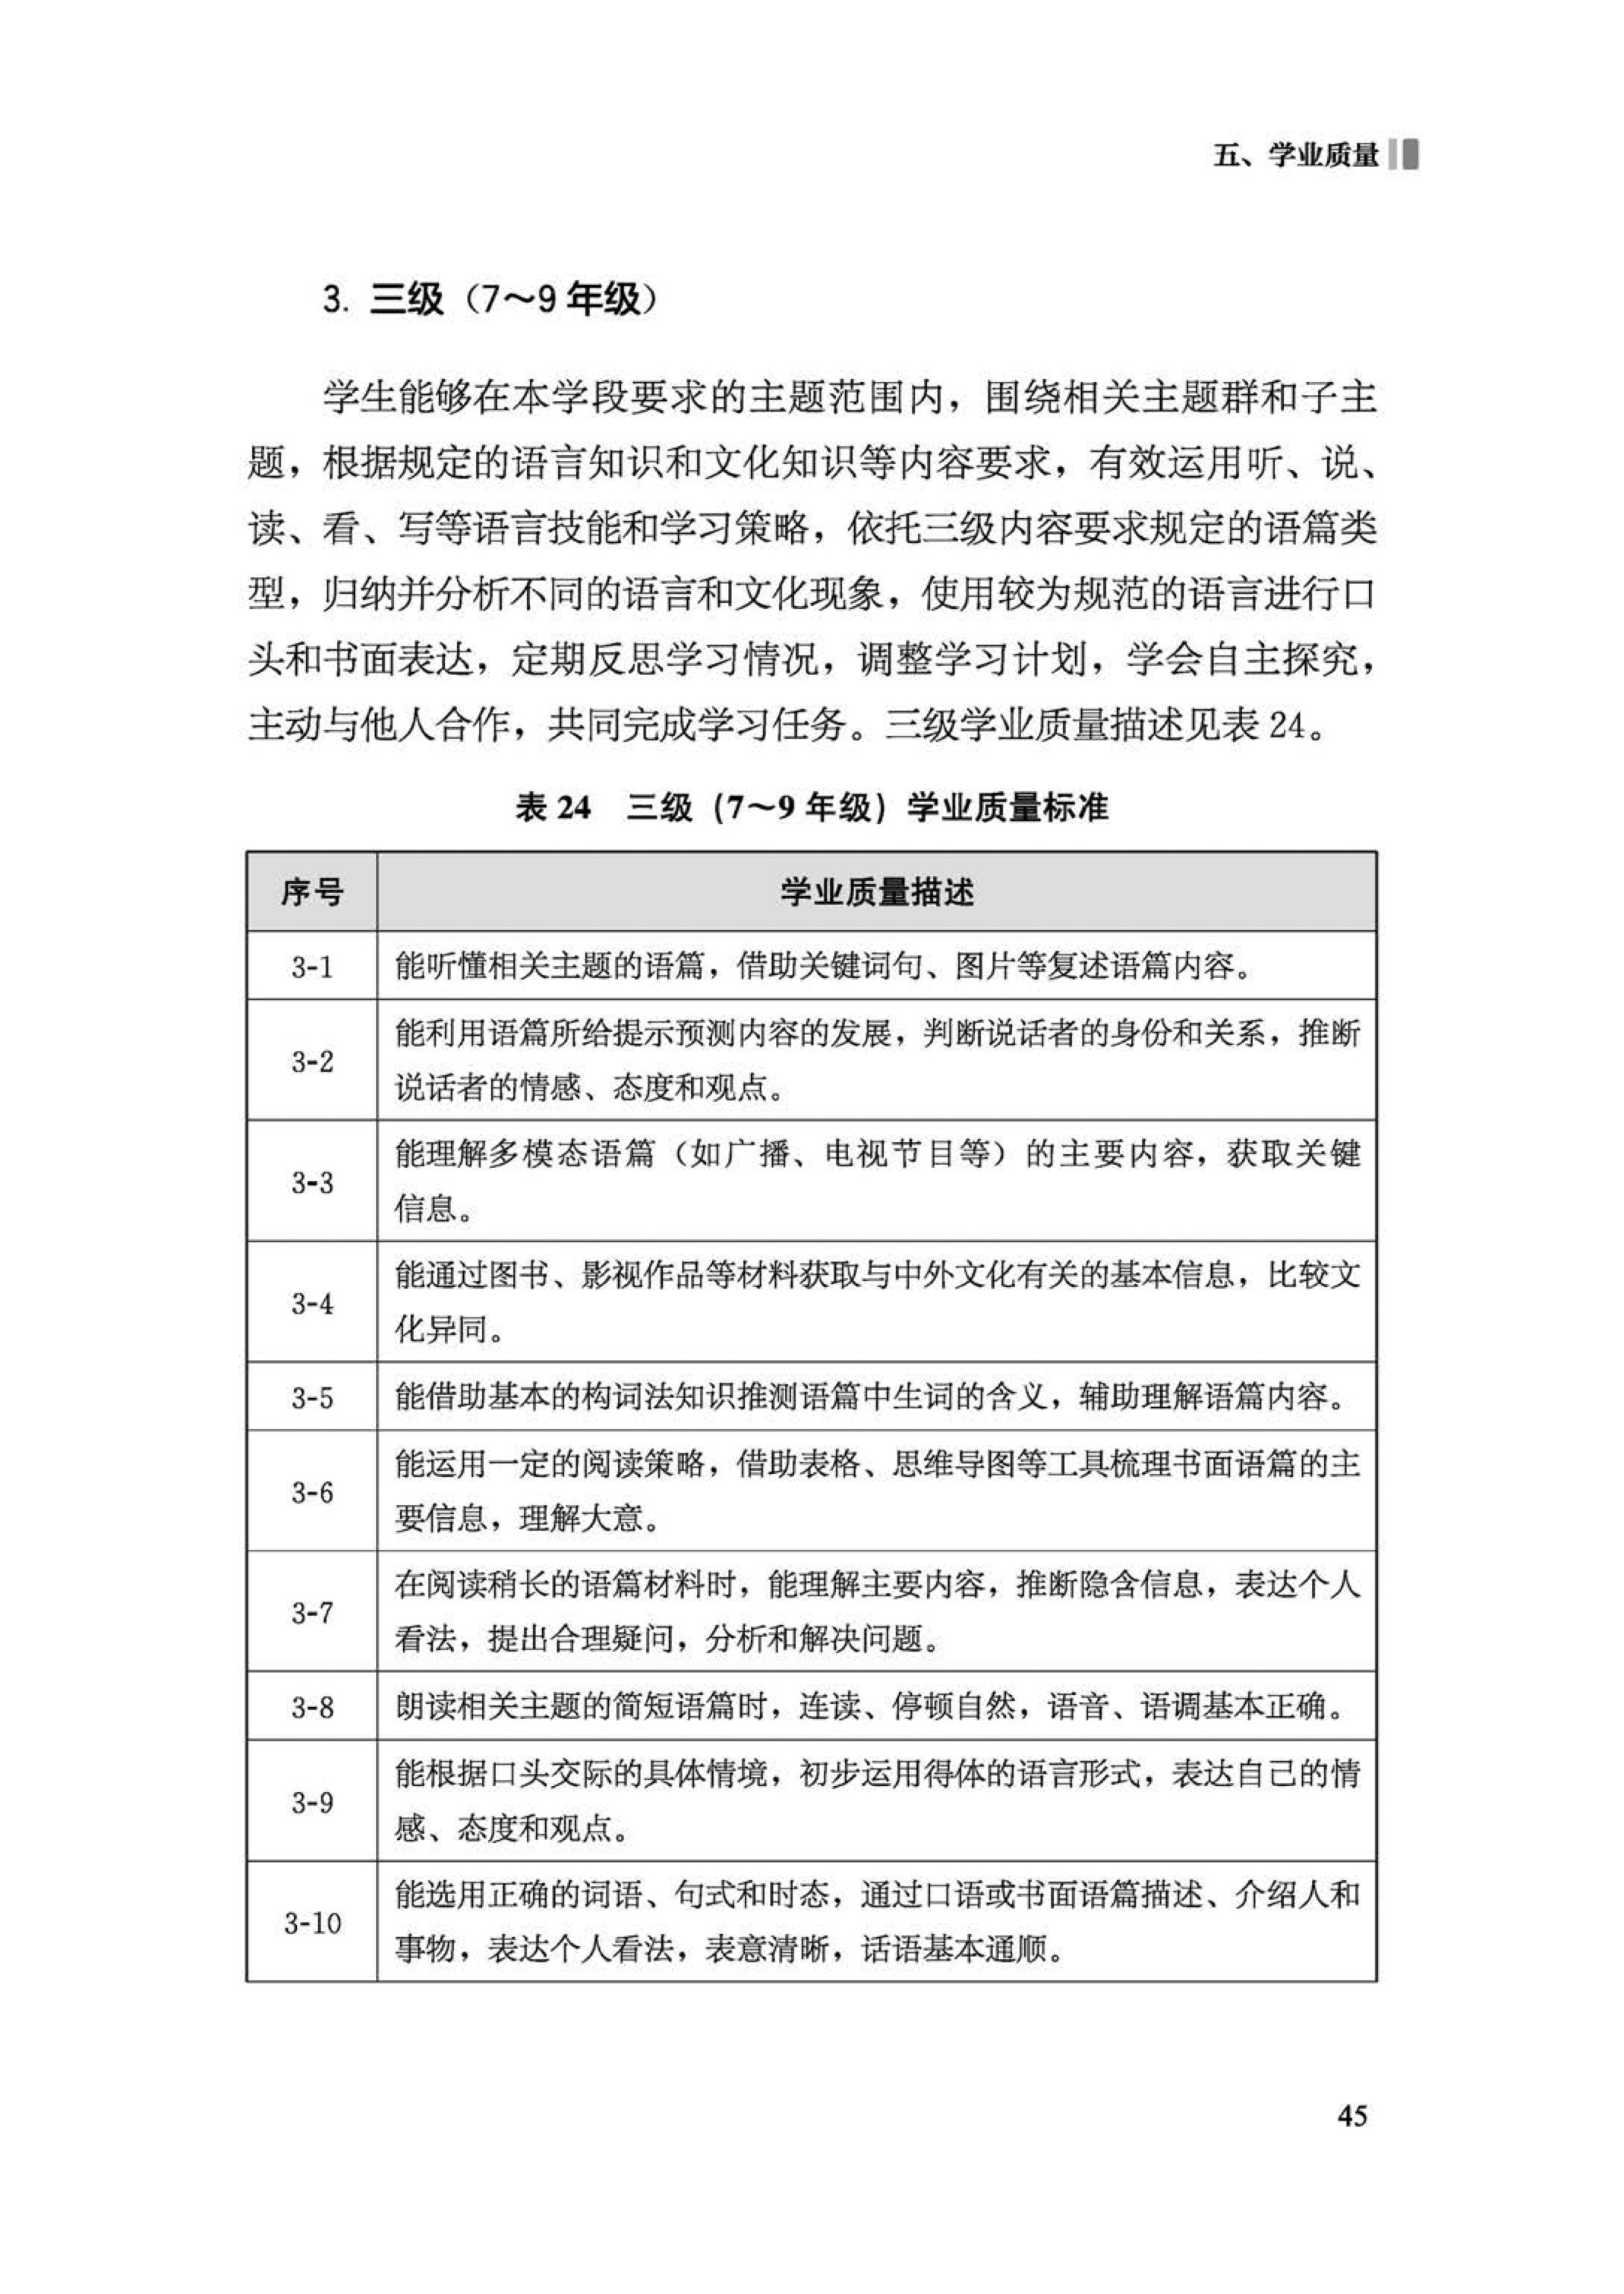 五、学业质量
3. 三级（7～9 年级）
学生能够在本学段要求的主题范围内，围绕相关主题群和子主
题，根据规定的语言知识和文化知识等内容要求，有效运用听、说、
读、看、写等语言技能和学习策略，依托三级内容要求规定的语篇类
型，归纳并分析不同的语言和文化现象，使用较为规范的语言进行口
头和书面表达，定期反思学习情况，调整学习计划，学会自主探究，
主动与他人合作，共同完成学习任务。三级学业质量描述见表 24。
表 24 三级（7～9 年级）学业质量标准
序号 学业质量描述
3-1 能听懂相关主题的语篇，借助关键词句、图片等复述语篇内容。
3-2 能利用语篇所给提示预测内容的发展，判断说话者的身份和关系，推断
说话者的情感、态度和观点。
3-3 能理解多模态语篇（如广播、电视节目等）的主要内容，获取关键
信息。
3-4 能通过图书、影视作品等材料获取与中外文化有关的基本信息，比较文
化异同。
3-5 能借助基本的构词法知识推测语篇中生词的含义，辅助理解语篇内容。
3-6 能运用一定的阅读策略，借助表格、思维导图等工具梳理书面语篇的主
要信息，理解大意。
3-7 在阅读稍长的语篇材料时，能理解主要内容，推断隐含信息，表达个人
看法，提出合理疑问，分析和解决问题。
3-8 朗读相关主题的简短语篇时，连读、停顿自然，语音、语调基本正确。
3-9 能根据口头交际的具体情境，初步运用得体的语言形式，表达自己的情
感、态度和观点。
3-10 能选用正确的词语、句式和时态，通过口语或书面语篇描述、介绍人和
事物，表达个人看法，表意清晰，话语基本通顺。
45